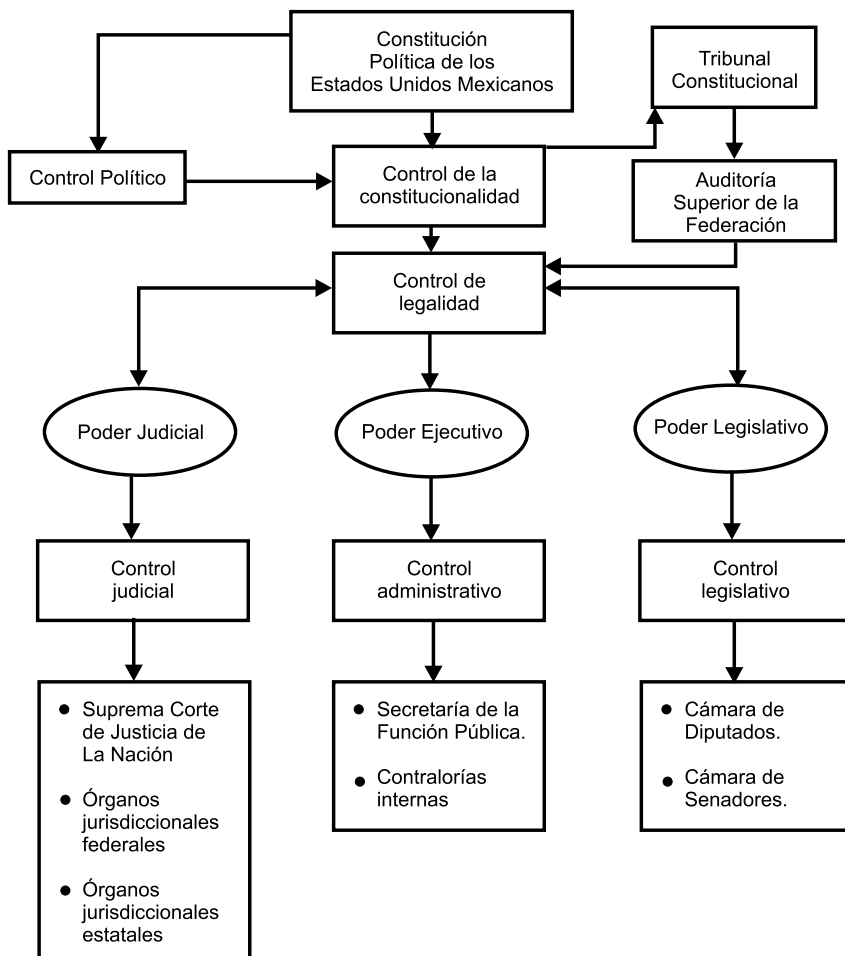 Constitución
Política de los
Estados Unidos Mexicanos
Tribunal
Constitucional
Control Político
Control de la
constitucionalidad
Auditoría
Superior de la
Federación
Control de
legalidad
Poder Judicial
Poder Ejecutivo
Poder Legislativo
Control
judicial
Control
administrativo
Control
legislativo
• Suprema Corte
de Justicia de
La Nación
• Órganos
jurisdiccionales
federales
• Órganos
jurisdiccionales
estatales
• Secretaría de la
Función Pública.
• Contralorías
internas
• Cámara de
Diputados.
• Cámara de
Senadores.